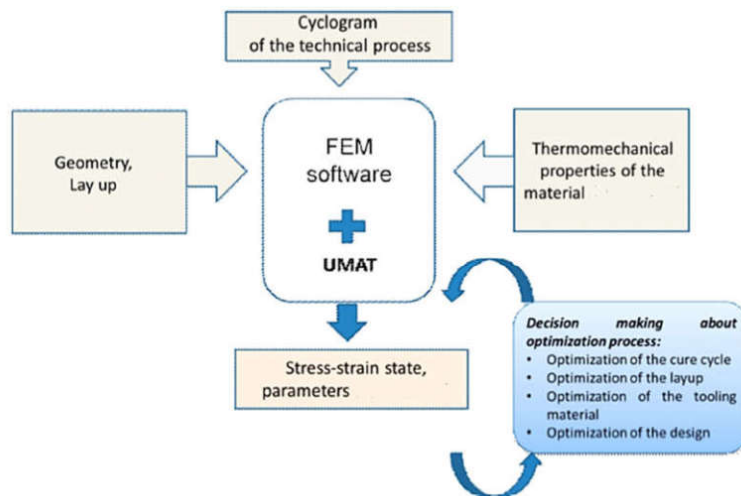 Cyclogram
of the technical process
Geometry,
Lay up
FEM
software
UMAT
Thermomechanical
properties of the
material
Stress-strain state,
parameters
Decision making about
optimization process:
• Optimization of the cure cycle
• Optimization of the layup
• Optimization of the tooling
material
• Optimization of the design